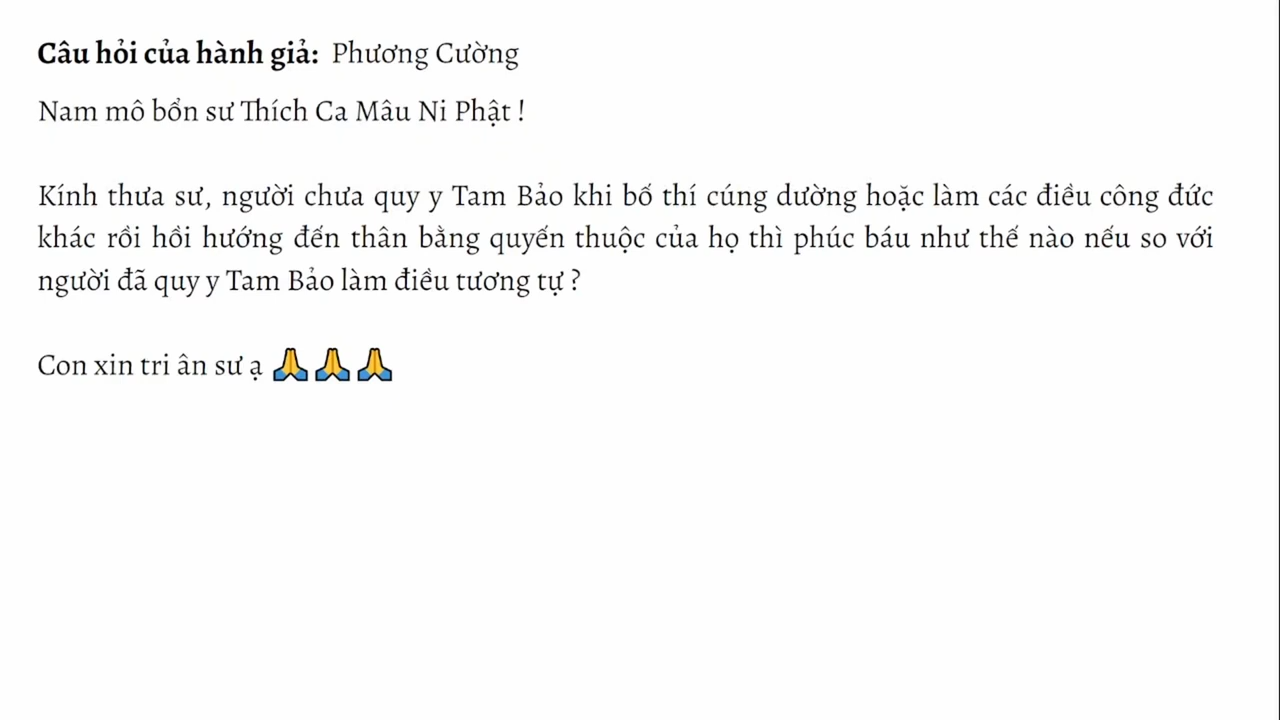 Câu hỏi của hành giả: Phương Cường
Nam mô bổn sư Thích Ca Mâu Ni Phật !
Kính thưa sư, người chưa quy y Tam Bảo khi bố thí cúng dường hoặc làm các điều công đức
khác rồi hồi hướng đến thân bằng quyến thuộc của họ thì phúc báu như thế nào nếu so với
người đã quy y Tam Bảo làm điều tương tự ?
Con xin tri ân sư ạ 🙏🙏🙏